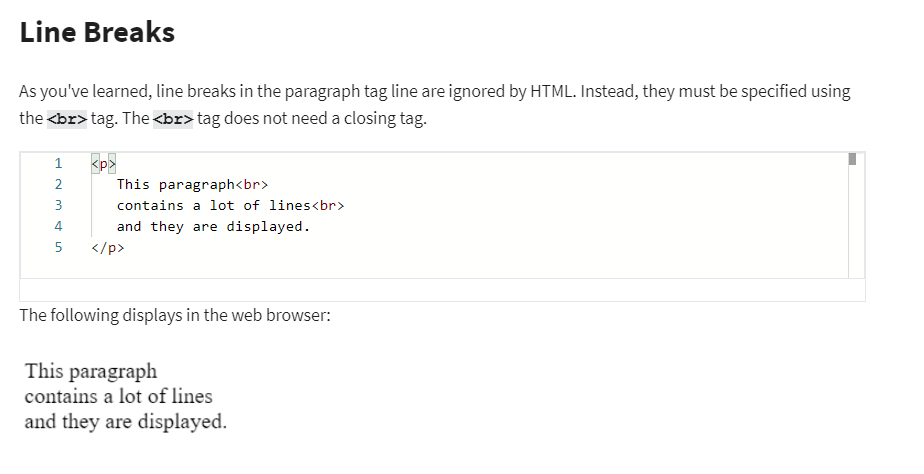 Line Breaks
As you've learned, line breaks in the paragraph tag line are ignored by HTML. Instead, they must be specified using
the <br> tag. The <br> tag does not need a closing tag.
1 <p>
2 This paragraph<br>
3 contains a lot of lines<br>
4 and they are displayed.
5 </p>
The following displays in the web browser:
This paragraph
contains a lot of lines
and they are displayed.